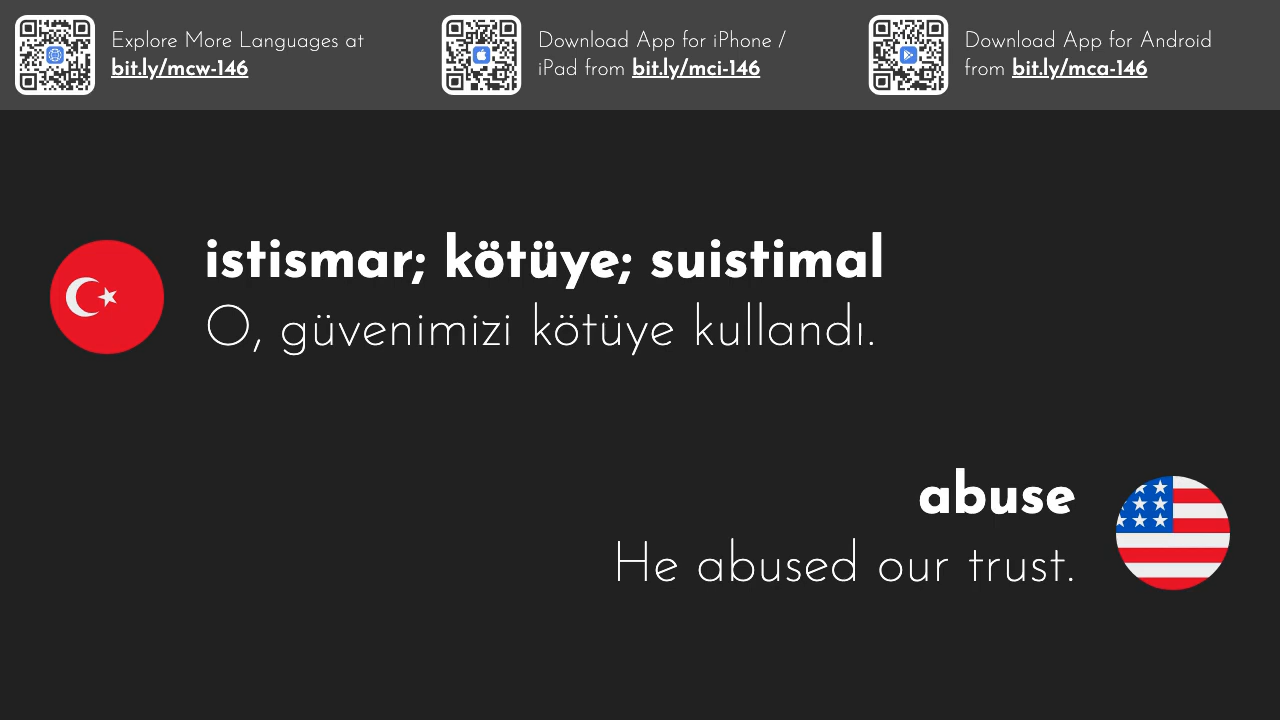 Explore More Languages at
bit.ly/mcw-146
Download App for iPhone /
iPad from bit.ly/mci-146
Download App for Android
from bit.ly/mca-146
istismar; kötüye; suistimal
O, güvenimizi kötüye kullandı.
abuse
He abused our trust.